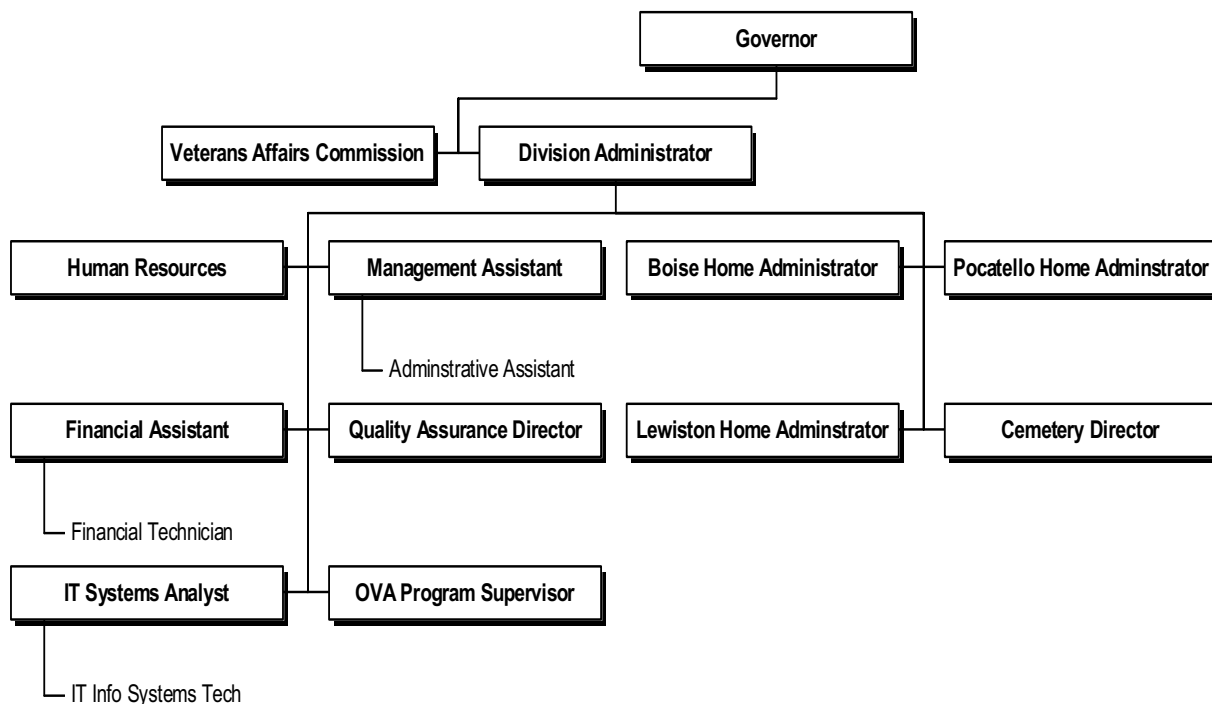 Governor
Veterans Affairs Commission
Division Administrator
Human Resources
Management Assistant
Boise Home Administrator
Pocatello Home Adminstrator
Adminstrative Assistant
Financial Assistant
Quality Assurance Director
Lewiston Home Adminstrator
Cemetery Director
Financial Technician
IT Systems Analyst
OVA Program Supervisor
IT Info Systems Tech